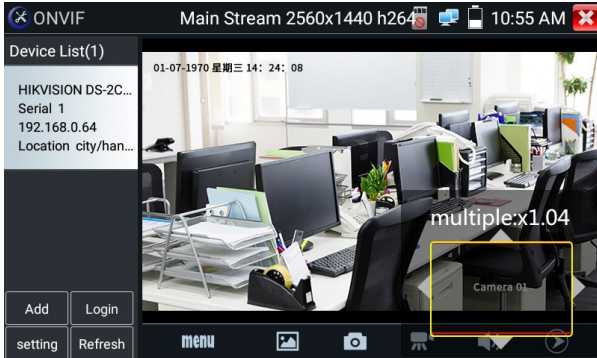 ONVIF
Main Stream 2560x1440 h264
10:55 AM
Device List(1)
HIKVISION DS-2C...
Serial 1
192.168.0.64
Location city/han...
01-07-1970 星期三 14:24:08
multiple:x1.04
Camera 01
Add
Login
setting
Refresh
menu